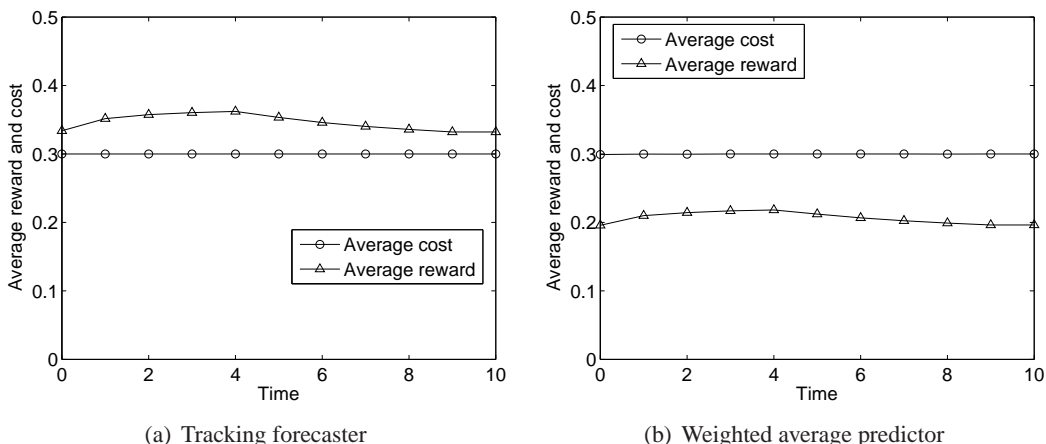 0.5
0.4
0.3
0.2
0.1
0
Average reward and cost
Average cost
Average reward
0 2 4 6 8 10
Time
(a) Tracking forecaster
0.5
0.4
0.3
0.2
0.1
0
Average reward and cost
Average cost
Average reward
0 2 4 6 8 10
Time
(b) Weighted average predictor